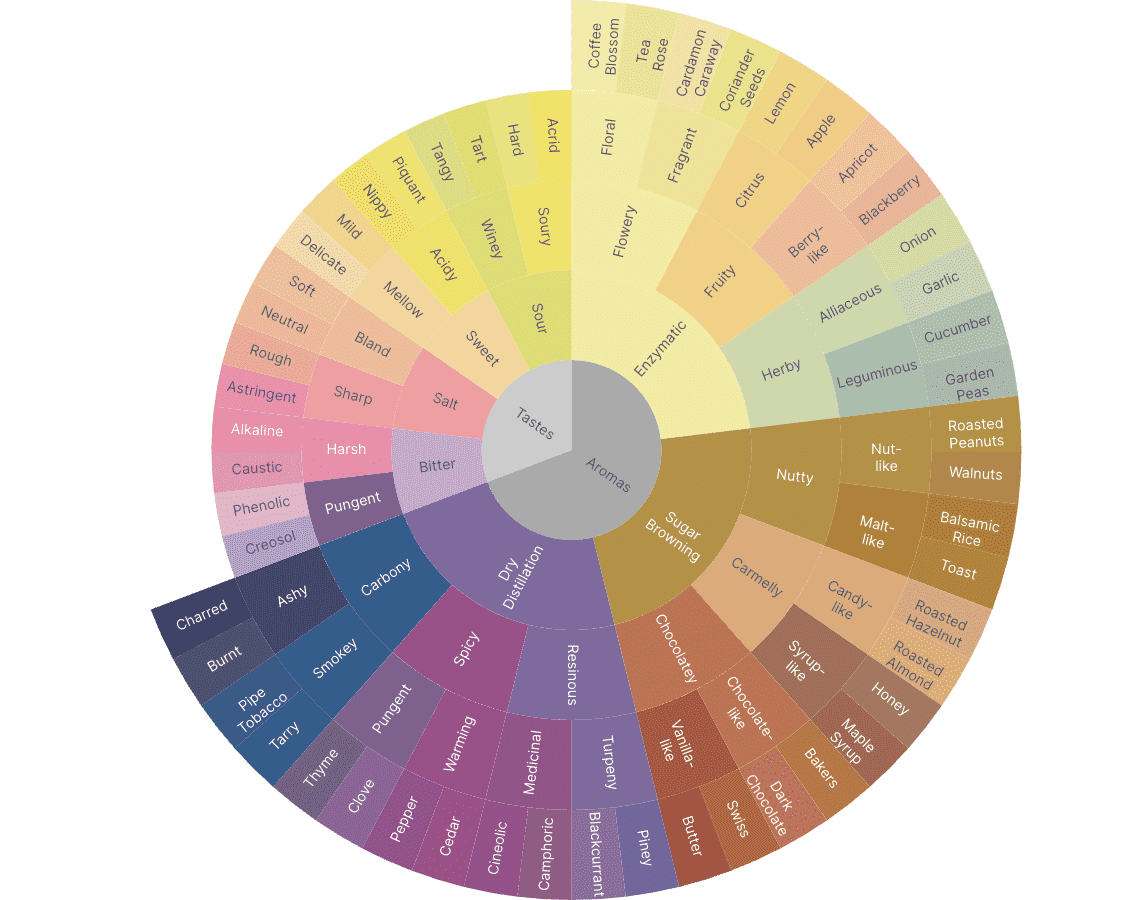 Tastes
Aromas
Enzymatic
Flowery
Floral
Coffee
Blossom
Tea
Rose
Fragrant
Cardamon
Caraway
Coriander
Seeds
Fruity
Citrus
Lemon
Apple
Berry-
like
Apricot
Blackberry
Herby
Alliaceous
Onion
Garlic
Leguminous
Cucumber
Garden
Peas
Sugar
Browning
Nutty
Nut-
like
Roasted
Peanuts
Walnuts
Malt-
like
Balsamic
Rice
Toast
Carmelly
Candy-
like
Roasted
Hazelnut
Roasted
Almond
Syrup-
like
Honey
Maple
Syrup
Chocolatey
Chocolate-
like
Bakers
Dark
Chocolate
Vanilla-
like
Swiss
Butter
Dry
Distillation
Resinous
Turpeny
Piney
Blackcurrant
Medicinal
Camphoric
Cineolic
Spicy
Warming
Cedar
Pepper
Pungent
Clove
Thyme
Carbony
Smokey
Tarry
Pipe
Tobacco
Ashy
Burnt
Charred
Bitter
Pungent
Creosol
Phenolic
Harsh
Caustic
Alkaline
Salt
Sharp
Astringent
Rough
Bland
Neutral
Soft
Sweet
Mellow
Delicate
Mild
Acidy
Nippy
Piquant
Sour
Winey
Tangy
Tart
Soury
Hard
Acrid